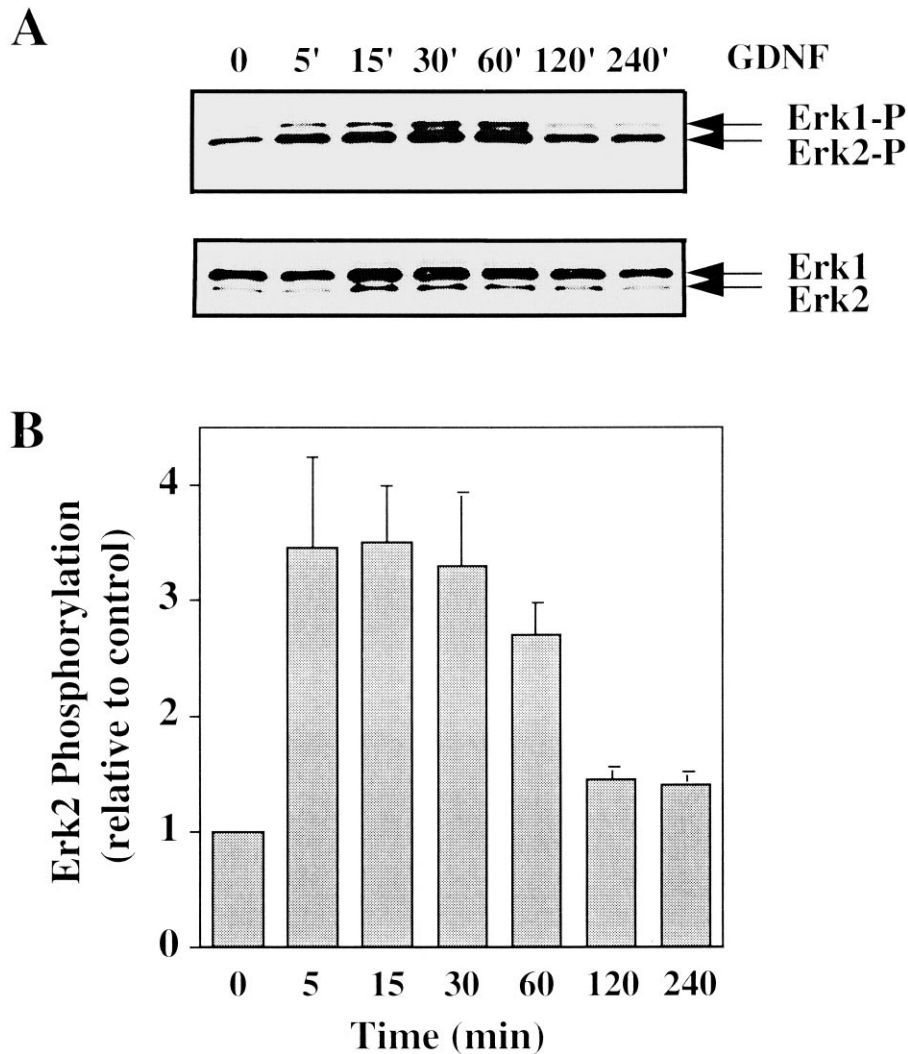 A
0 5' 15' 30' 60' 120' 240' GDNF
Erk1-P
Erk2-P
Erk1
Erk2
B
Erk2 Phosphorylation
(relative to control)
4
3
2
1
0
0 5 15 30 60 120 240
Time (min)